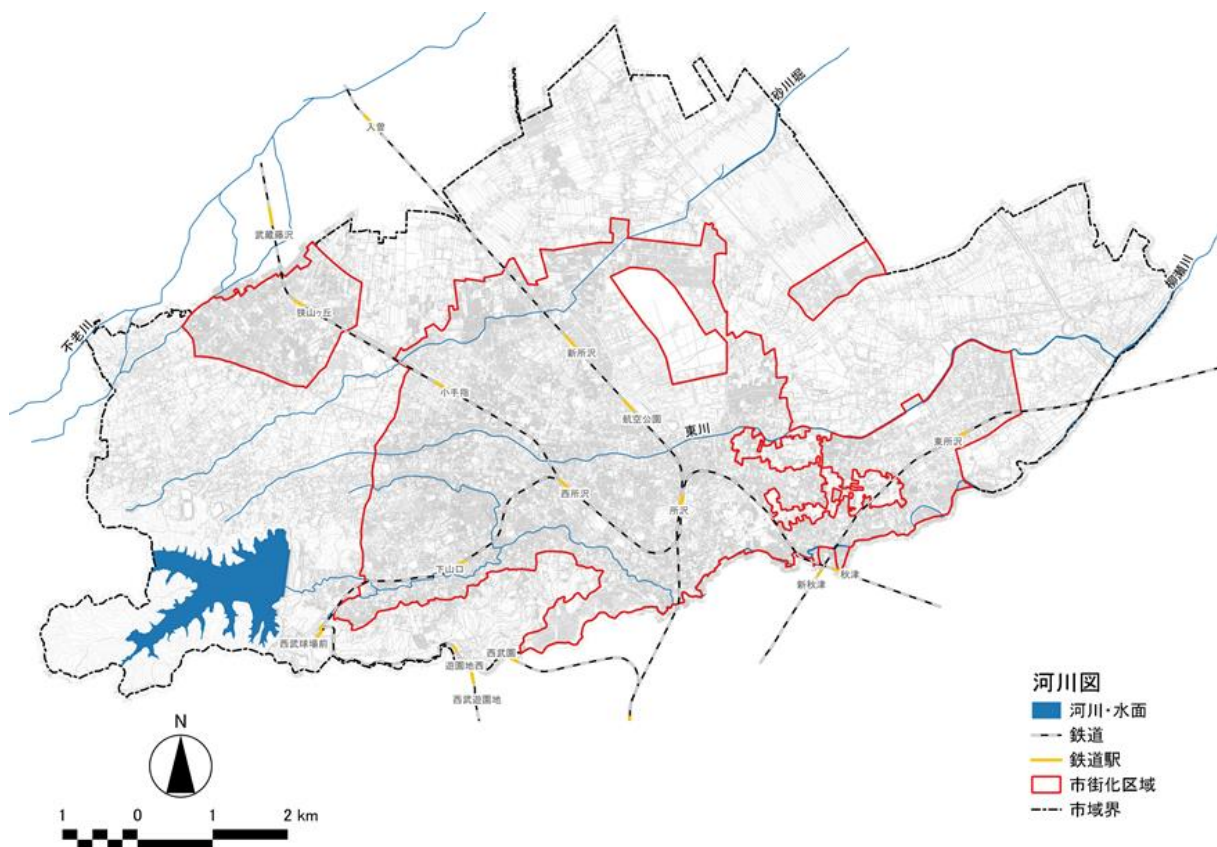 砂川堀
入曽
武蔵藤沢
柳瀬川
狭山ヶ丘
不老川
新所沢
小手指
航空公園
東川
東所沢
西所沢
所沢
下山口
新秋津
秋津
西武球場前
西武園
遊園地西
西武遊園地
河川図
河川・水面
鉄道
鉄道駅
市街化区域
市域界
N
1 0 1 2 km